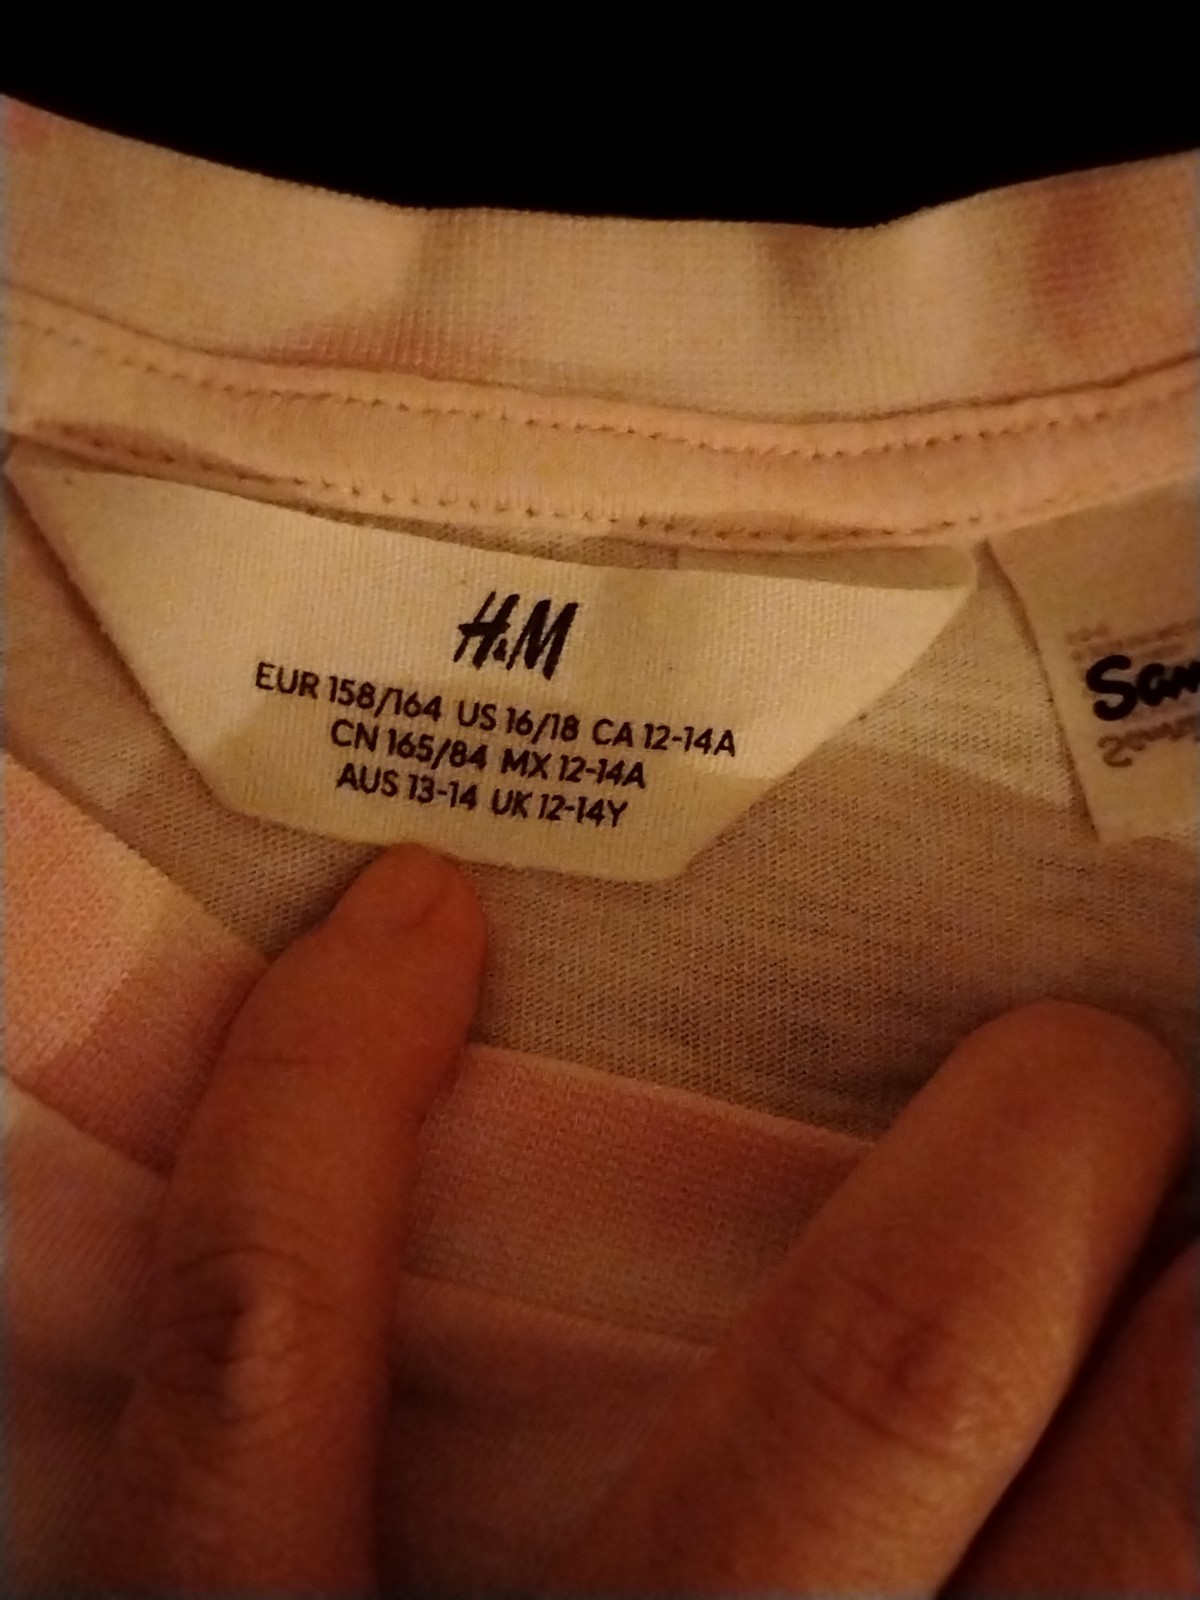 H&M
EUR 158/164 US 16/18 CA 12-14A
CN 165/84 MX 12-14A
AUS 13-14 UK 12-14Y